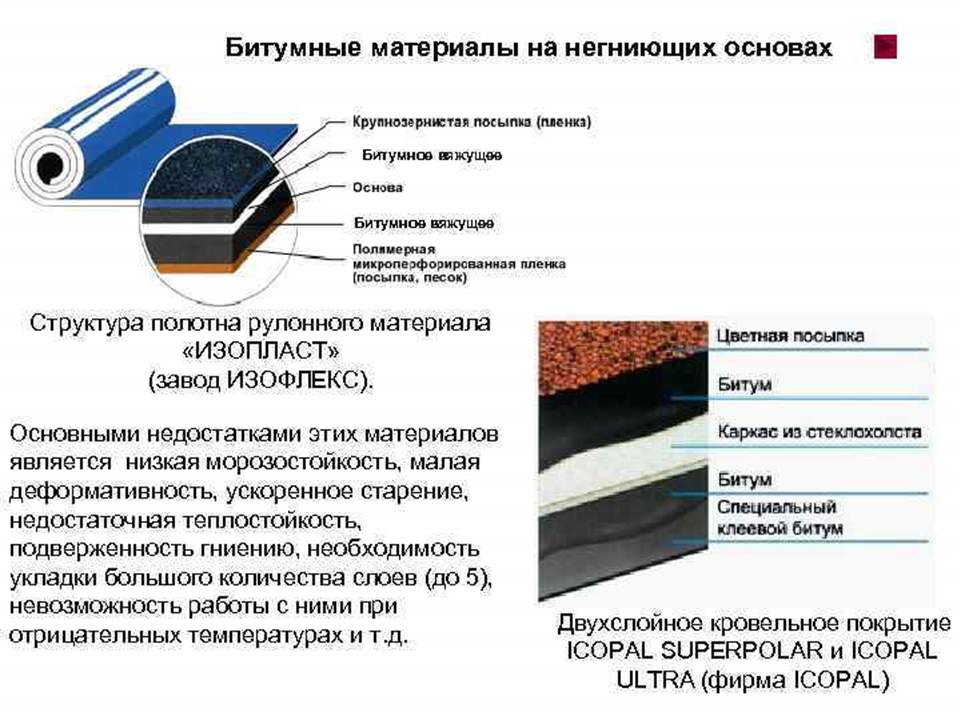 Битумные материалы на негниющих основах
Крупнозернистая посыпка (пленка)
Битумное вяжущее
Основа
Битумное вяжущее
Полимерная
микроперфорированная пленка
(посыпка, песок)
Структура полотна рулонного материала
«ИЗОПЛАСТ»
(завод ИЗОФЛЕКС).
Основными недостатками этих материалов
является низкая морозостойкость, малая
деформативность, ускоренное старение,
недостаточная теплостойкость,
подверженность гниению, необходимость
укладки большого количества слоев (до 5),
невозможность работы с ними при
отрицательных температурах и т.д.
Цветная посыпка
Битум
Каркас из стеклохолста
Битум
Специальный
клеевой битум
Двухслойное кровельное покрытие
ICOPAL SUPERPOLAR и ICOPAL
ULTRA (фирма ICOPAL)